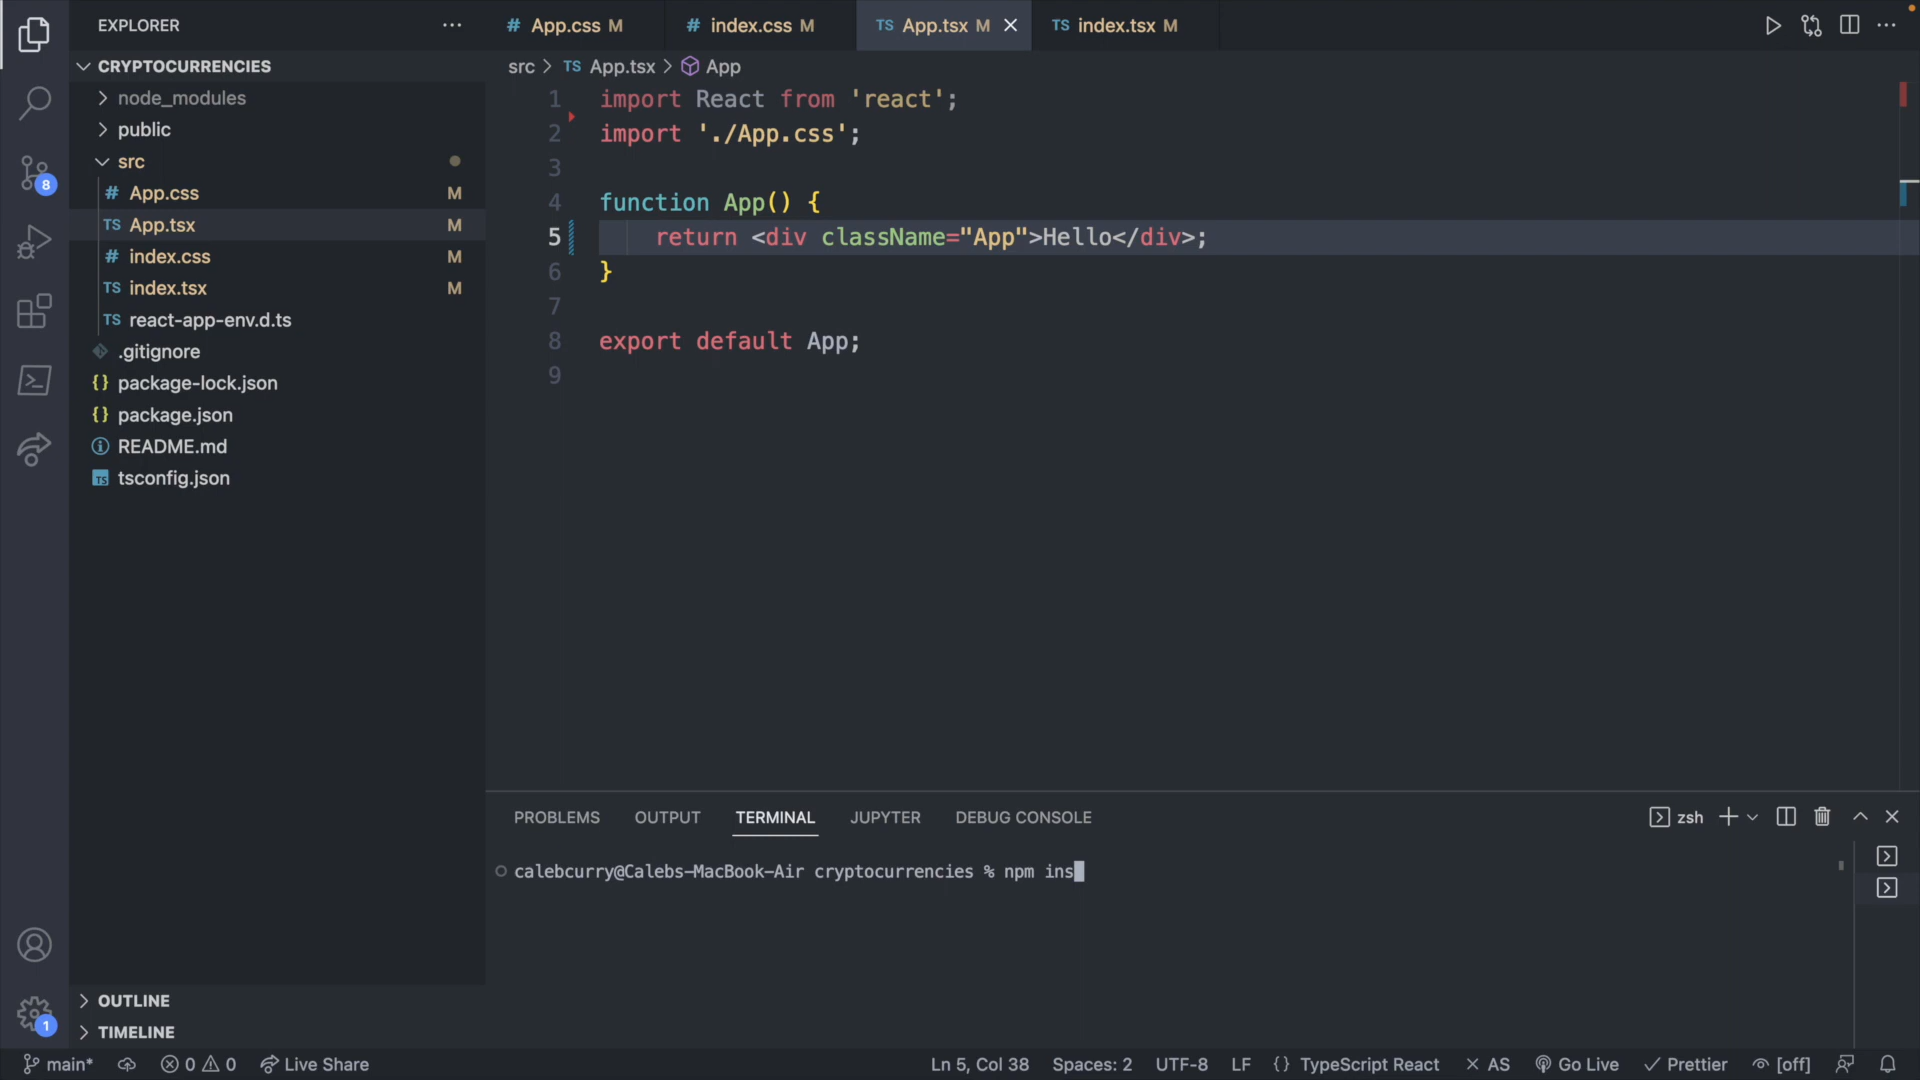 EXPLORER
CRYPTOCURRENCIES
node_modules
public
src
# App.css M
TS App.tsx M
# index.css M
TS index.tsx M
TS react-app-env.d.ts
.gitignore
{} package-lock.json
{} package.json
README.md
TS tsconfig.json
OUTLINE
TIMELINE
8
1
# App.css M
# index.css M
TS App.tsx M
TS index.tsx M
src > TS App.tsx > App
1 import React from 'react';
2 import './App.css';
3
4 function App() {
5 return <div className="App">Hello</div>;
6 }
7
8 export default App;
9
PROBLEMS OUTPUT TERMINAL JUPYTER DEBUG CONSOLE
zsh
calebcurry@Calebs-MacBook-Air cryptocurrencies % npm ins
main* 0 0 Live Share Ln 5, Col 38 Spaces: 2 UTF-8 LF {} TypeScript React AS Go Live Prettier [off]